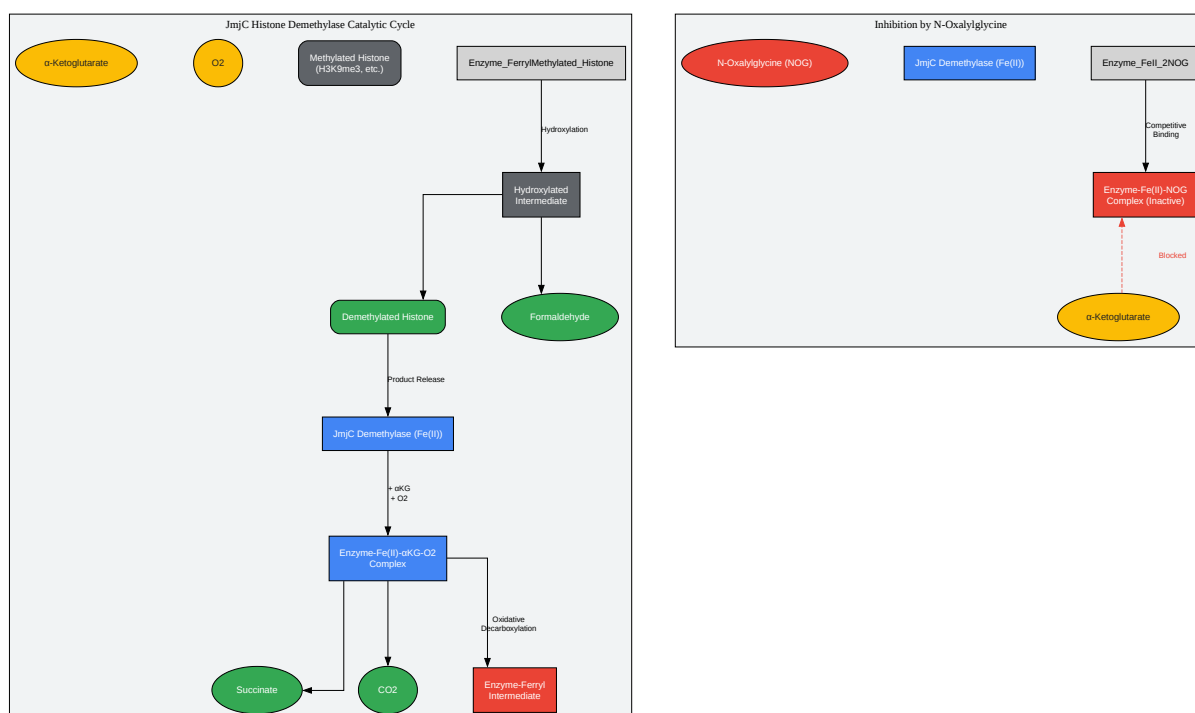 JmjC Histone Demethylase Catalytic Cycle
α-Ketoglutarate
O2
Methylated Histone
(H3K9me3, etc.)
Enzyme_FerrylMethylated_Histone
Hydroxylation
Hydroxylated
Intermediate
Demethylated Histone
Formaldehyde
Product Release
JmjC Demethylase (Fe(II))
+ αKG
+ O2
Enzyme-Fe(II)-αKG-O2
Complex
Oxidative
Decarboxylation
Succinate
CO2
Enzyme-Ferryl
Intermediate
Inhibition by N-Oxalylglycine
N-Oxalylglycine (NOG)
JmjC Demethylase (Fe(II))
Enzyme_FeII_2NOG
Competitive
Binding
Enzyme-Fe(II)-NOG
Complex (Inactive)
Blocked
α-Ketoglutarate